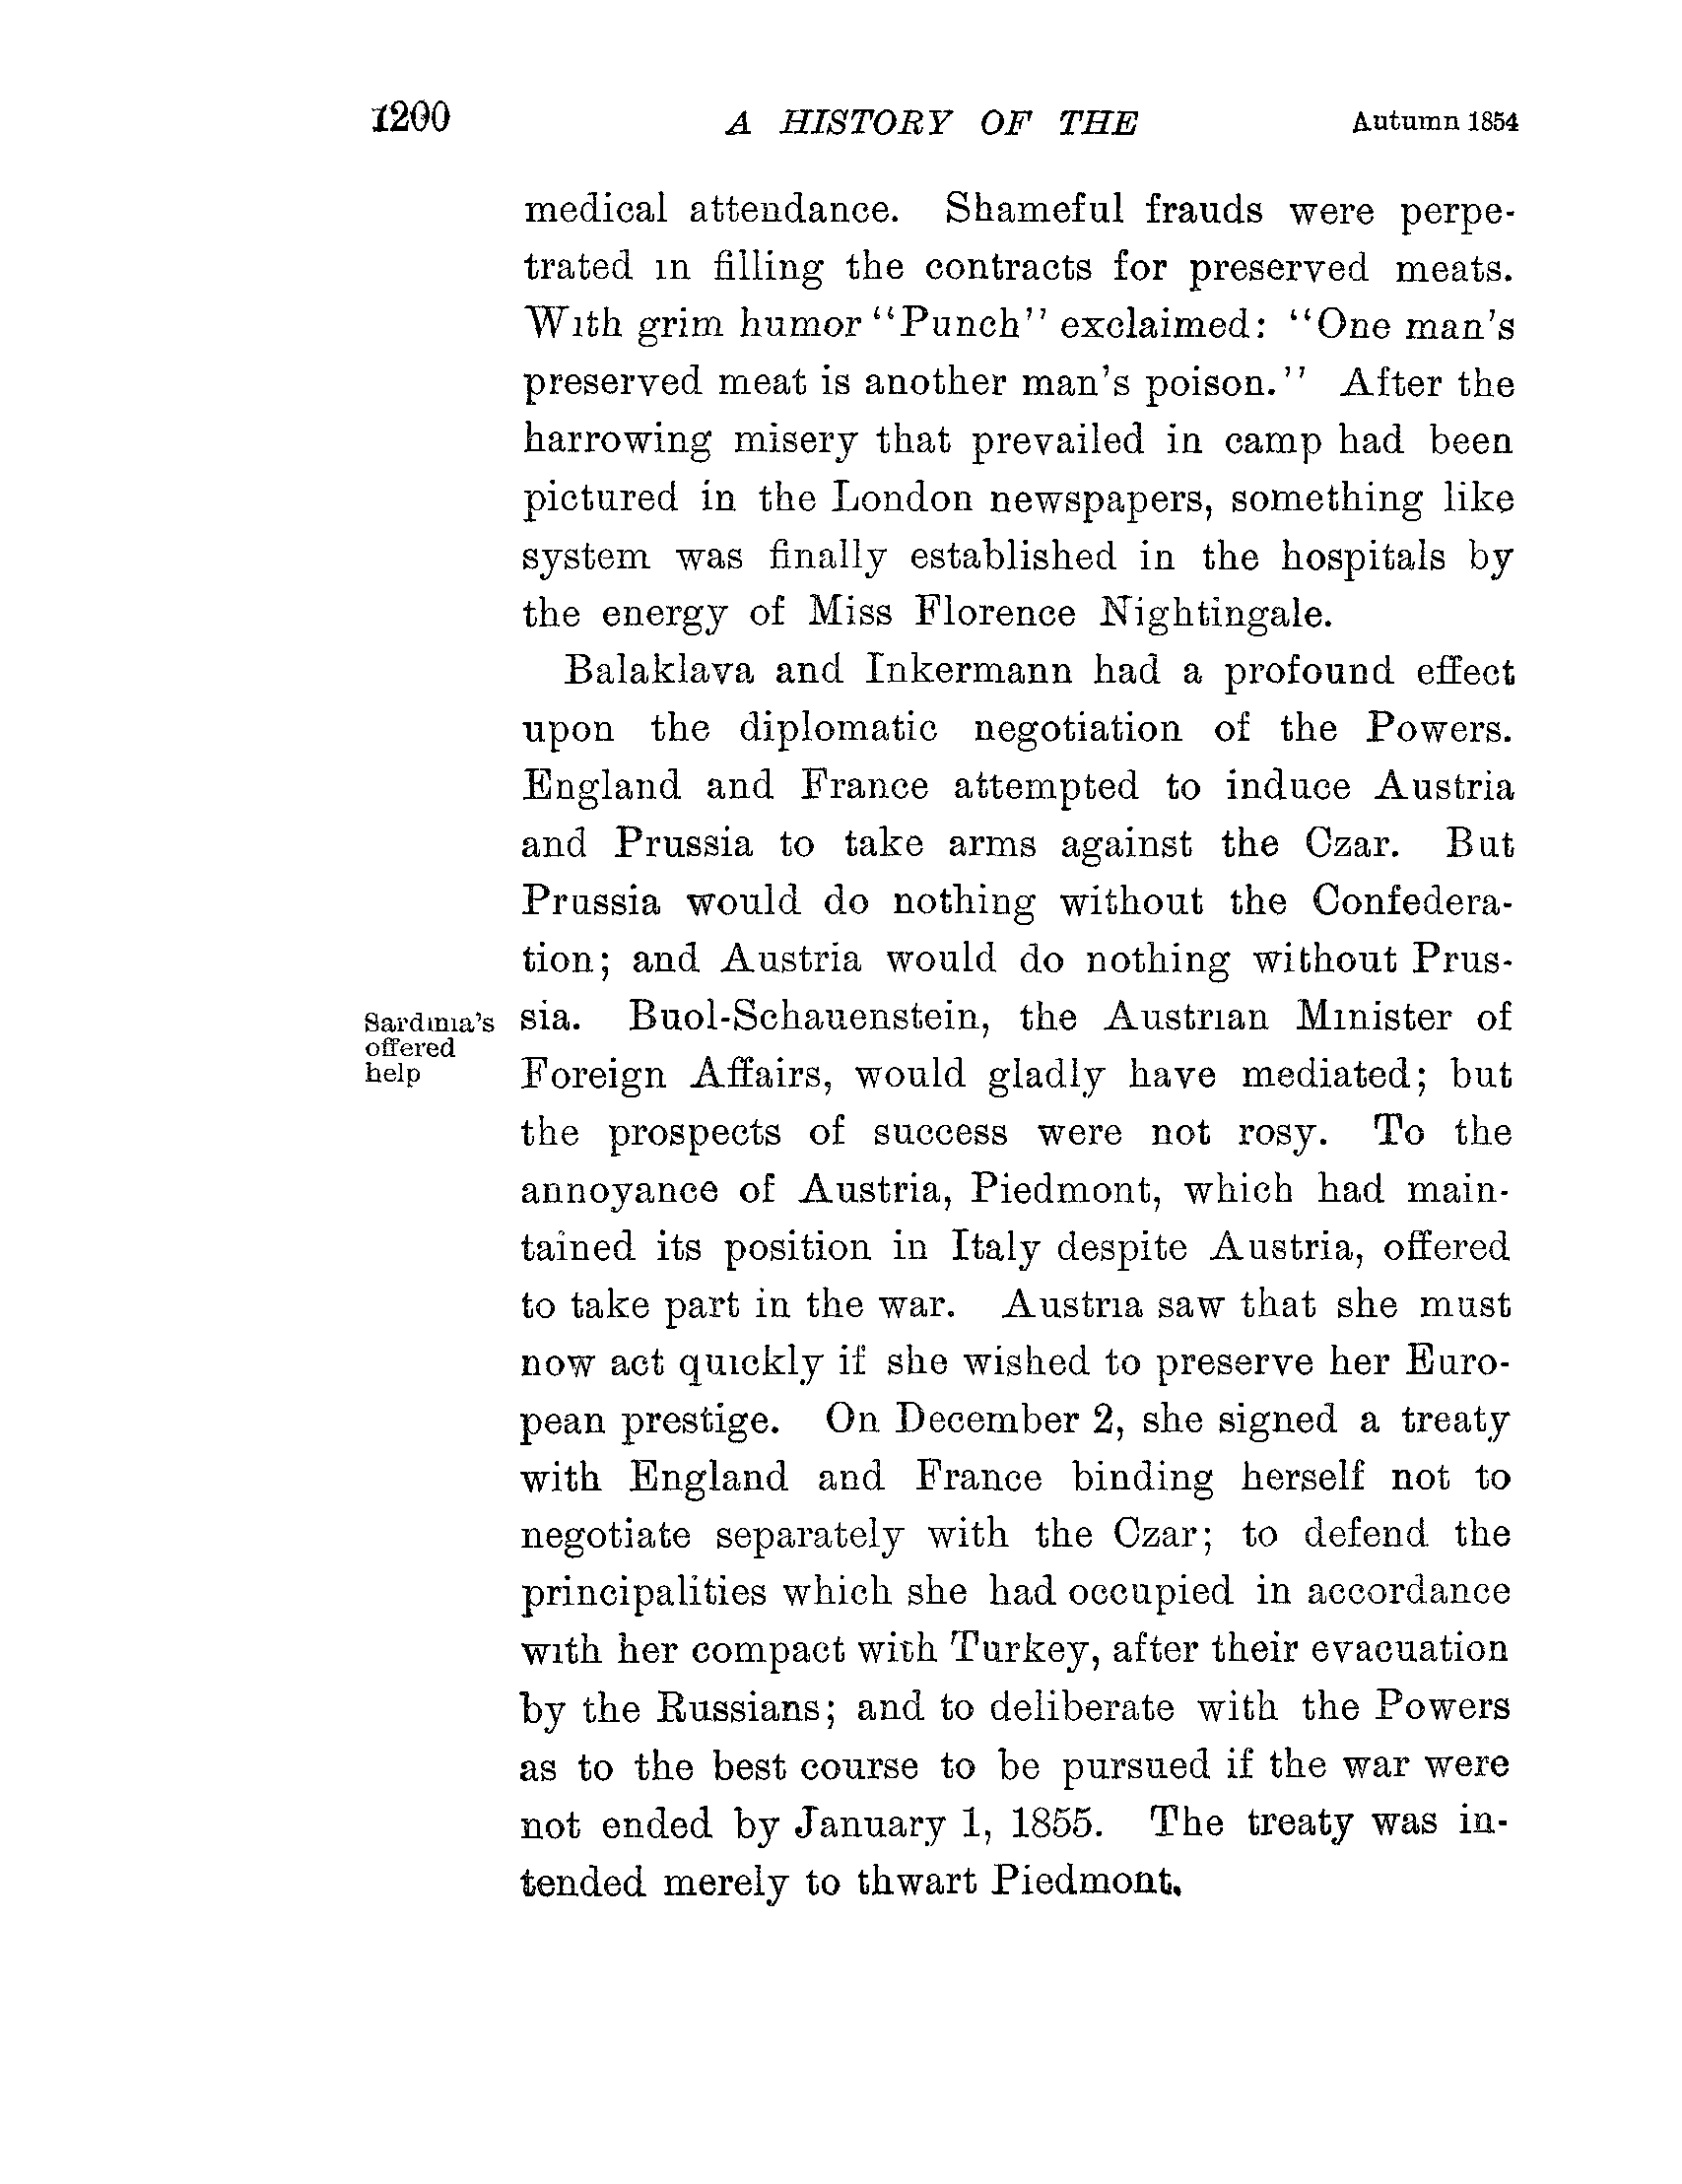 1200 A HISTORY OF THE Autumn 1854
medical attendance. Shameful frauds were perpe-
trated in filling the contracts for preserved meats.
With grim humor "Punch" exclaimed: "One man's
preserved meat is another man's poison." After the
harrowing misery that prevailed in camp had been
pictured in the London newspapers, something like
system was finally established in the hospitals by
the energy of Miss Florence Nightingale.
Balaklava and Inkermann had a profound effect
upon the diplomatic negotiation of the Powers.
England and France attempted to induce Austria
and Prussia to take arms against the Czar. But
Prussia would do nothing without the Confedera-
tion; and Austria would do nothing without Prus-
Sardinia's
offered
help
sia. Buol-Schauenstein, the Austrian Minister of
Foreign Affairs, would gladly have mediated; but
the prospects of success were not rosy. To the
annoyance of Austria, Piedmont, which had main-
tained its position in Italy despite Austria, offered
to take part in the war. Austria saw that she must
now act quickly if she wished to preserve her Euro-
pean prestige. On December 2, she signed a treaty
with England and France binding herself not to
negotiate separately with the Czar; to defend the
principalities which she had occupied in accordance
with her compact with Turkey, after their evacuation
by the Russians; and to deliberate with the Powers
as to the best course to be pursued if the war were
not ended by January 1, 1855. The treaty was in-
tended merely to thwart Piedmont.